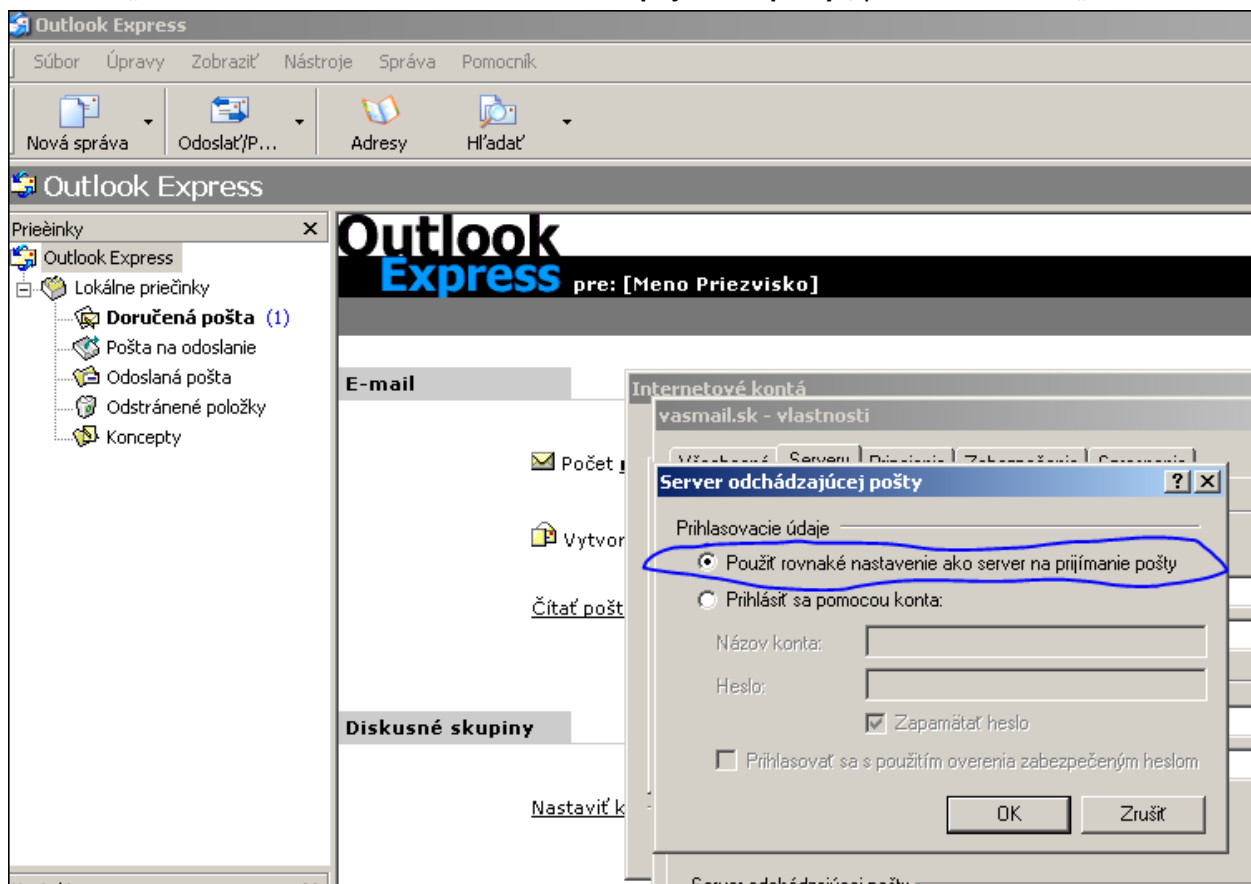 Outlook Express
Súbor Úpravy Zobraziť Nástroje Správa Pomocník
Nová správa Odoslať/P... Adresy Hľadať
Outlook Express
Prieèinky
Outlook Express
Lokálne priečinky
Doručená pošta (1)
Pošta na odoslanie
Odoslaná pošta
Odstránené položky
Koncepty
Outlook
Express pre: [Meno Priezvisko]
E-mail
Počet
Vytvor
Čítať pošt
Diskusné skupiny
Nastaviť k
Internetové kontá
vasmail.sk - vlastnosti
Server odchádzajúcej pošty
Prihlasovacie údaje
Použiť rovnaké nastavenie ako server na prijímanie pošty
Prihlásiť sa pomocou konta:
Názov konta:
Heslo:
Zapamätať heslo
Prihlasovať sa s použitím overenia zabezpečeným heslom
OK Zrušiť